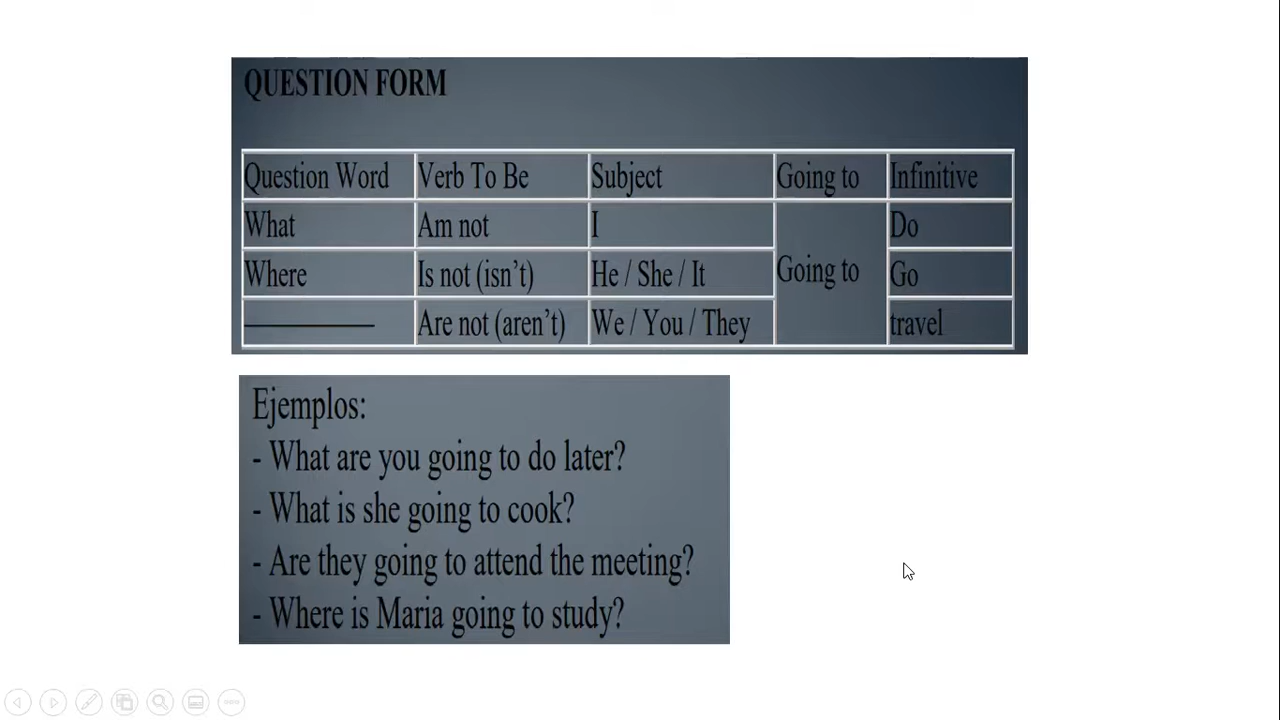 QUESTION FORM
Question Word Verb To Be Subject Going to Infinitive
What Am not I Do
Where Is not (isn’t) He / She / It Going to Go
Are not (aren’t) We / You / They travel
Ejemplos:
- What are you going to do later?
- What is she going to cook?
- Are they going to attend the meeting?
- Where is Maria going to study?